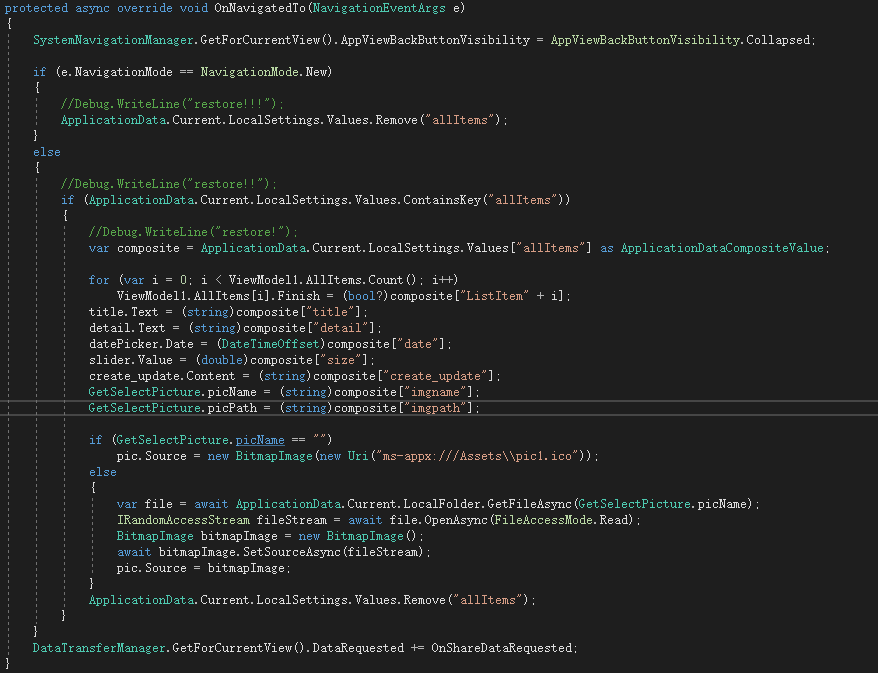 protected async override void OnNavigatedTo(NavigationEventArgs e)
{
SystemNavigationManager.GetForCurrentView().AppViewBackButtonVisibility = AppViewBackButtonVisibility.Collapsed;
if (e.NavigationMode == NavigationMode.New)
{
//Debug.WriteLine("restore!!!");
ApplicationData.Current.LocalSettings.Values.Remove("allItems");
}
else
{
//Debug.WriteLine("restore!!");
if (ApplicationData.Current.LocalSettings.Values.ContainsKey("allItems"))
{
//Debug.WriteLine("restore!");
var composite = ApplicationData.Current.LocalSettings.Values["allItems"] as ApplicationDataCompositeValue;
for (var i = 0; i < ViewModel1.AllItems.Count(); i++)
ViewModel1.AllItems[i].Finish = (bool?)composite["ListItem" + i];
title.Text = (string)composite["title"];
detail.Text = (string)composite["detail"];
datePicker.Date = (DateTimeOffset)composite["date"];
slider.Value = (double)composite["size"];
create_update.Content = (string)composite["create_update"];
GetSelectPicture.picName = (string)composite["imgname"];
GetSelectPicture.picPath = (string)composite["imgpath"];
if (GetSelectPicture.picName == "")
pic.Source = new BitmapImage(new Uri("ms-appx:///Assets\\pic1.ico"));
else
{
var file = await ApplicationData.Current.LocalFolder.GetFileAsync(GetSelectPicture.picName);
IRandomAccessStream fileStream = await file.OpenAsync(FileAccessMode.Read);
BitmapImage bitmapImage = new BitmapImage();
await bitmapImage.SetSourceAsync(fileStream);
pic.Source = bitmapImage;
}
ApplicationData.Current.LocalSettings.Values.Remove("allItems");
}
}
DataTransferManager.GetForCurrentView().DataRequested += OnShareDataRequested;
}